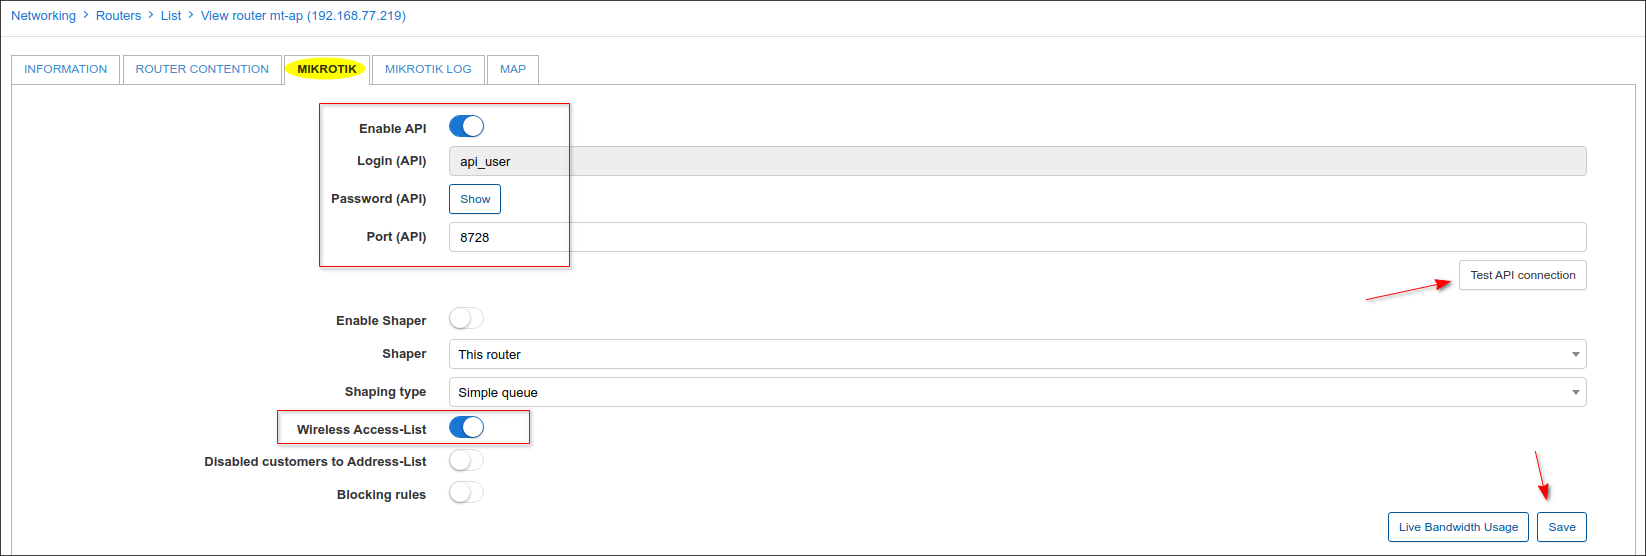 Networking > Routers > List > View router mt-ap (192.168.77.219)
INFORMATION ROUTER CONTENTION MIKROTIK MIKROTIK LOG MAP
Enable API
Login (API) api_user
Password (API) Show
Port (API) 8728
Test API connection
Enable Shaper
Shaper This router
Shaping type Simple queue
Wireless Access-List
Disabled customers to Address-List
Blocking rules
Live Bandwidth Usage Save